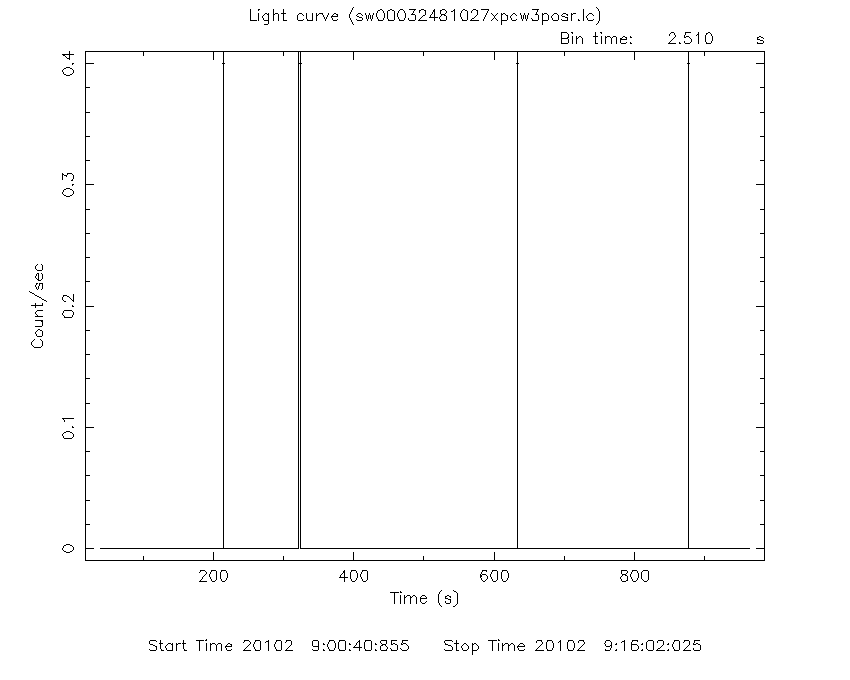 Light curve (sw00032481027xpcw3posr.lc)
Bin time: 2.510 s
0.4
0.3
0.2
0.1
0
Count/sec
200 400 600 800
Time (s)
Start Time 20102 9:00:40:855 Stop Time 20102 9:16:02:025